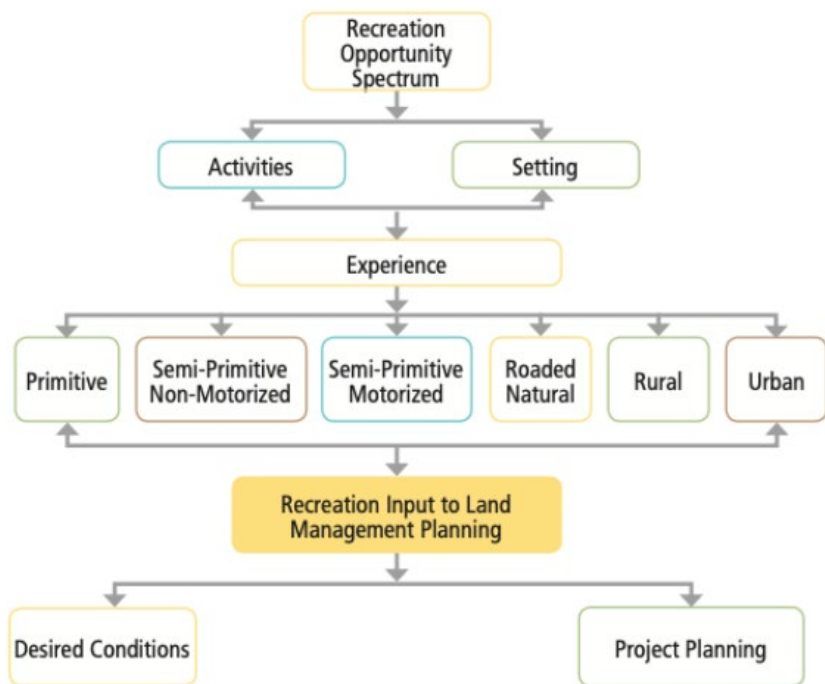 Recreation
Opportunity
Spectrum
Activities
Setting
Experience
Primitive
Semi-Primitive
Non-Motorized
Semi-Primitive
Motorized
Roaded
Natural
Rural
Urban
Recreation Input to Land
Management Planning
Desired Conditions
Project Planning